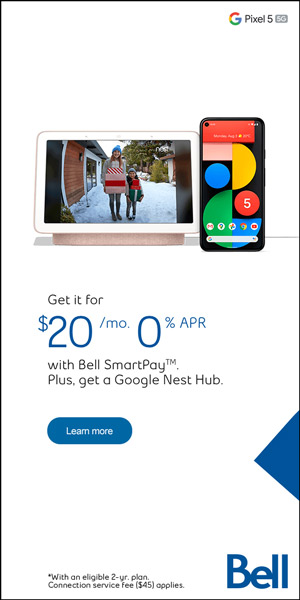 Pixel 5 5G
nest
Monday, Aug 3
5
Get it for
$20 /mo. 0% APR
with Bell SmartPay™.
Plus, get a Google Nest Hub.
Learn more
Bell
*With an eligible 2-yr. plan.
Connection service fee ($45) applies.